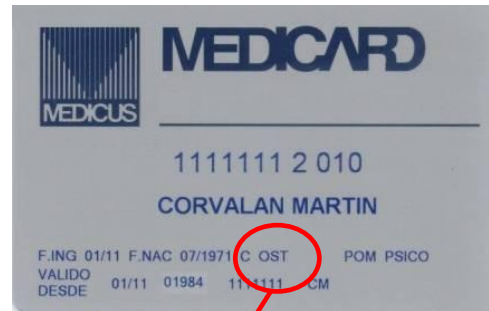 MEDICUS
MEDICARD
1111111 2 010
CORVALAN MARTIN
F.ING 01/11 F.NAC 07/1971 C OST POM PSICO
VALIDO DESDE 01/11 01984 1111111 CM